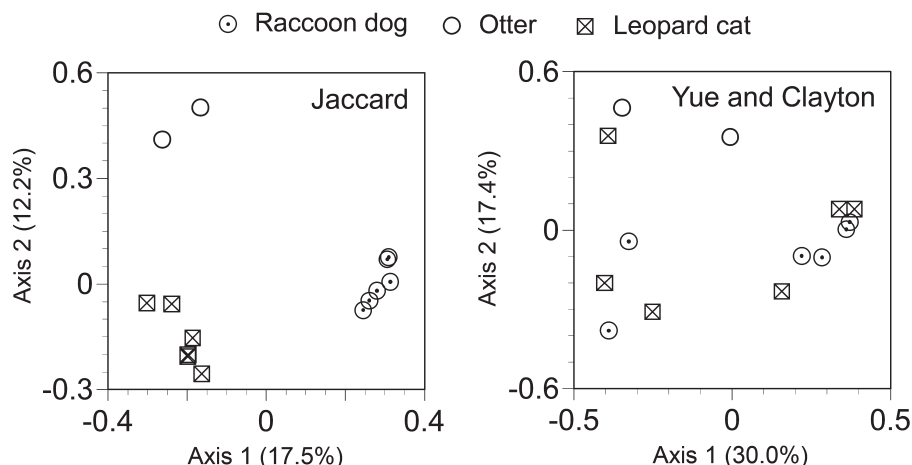 Raccoon dog Otter Leopard cat
Jaccard
0.6
0.3
0
-0.3
-0.4 0 0.4
Axis 2 (12.2%)
Axis 1 (17.5%)
Yue and Clayton
0.6
0
-0.6
-0.5 0 0.5
Axis 2 (17.4%)
Axis 1 (30.0%)